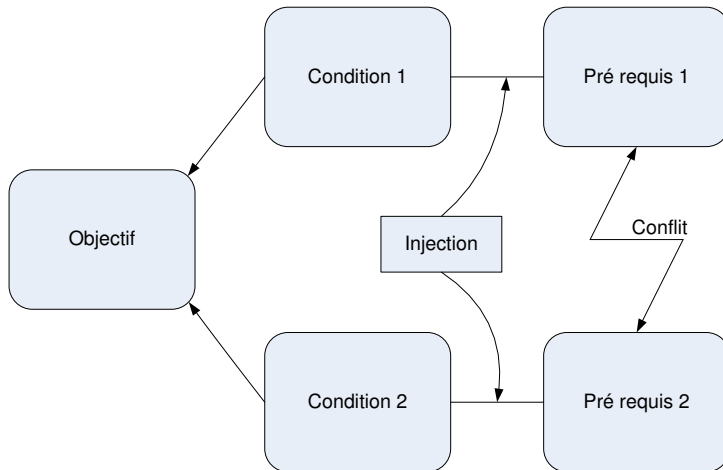 Condition 1
Pré requis 1
Objectif
Injection
Conflit
Condition 2
Pré requis 2